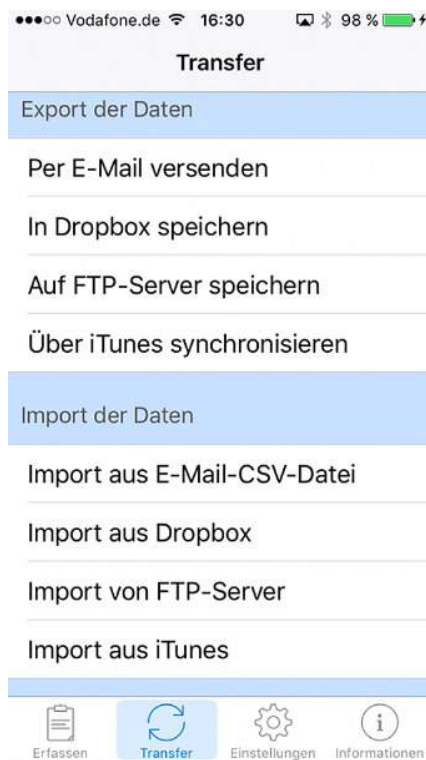 Vodafone.de 16:30 98 %
Transfer
Export der Daten
Per E-Mail versenden
In Dropbox speichern
Auf FTP-Server speichern
Über iTunes synchronisieren
Import der Daten
Import aus E-Mail-CSV-Datei
Import aus Dropbox
Import von FTP-Server
Import aus iTunes
Erfassen Transfer Einstellungen Informationen